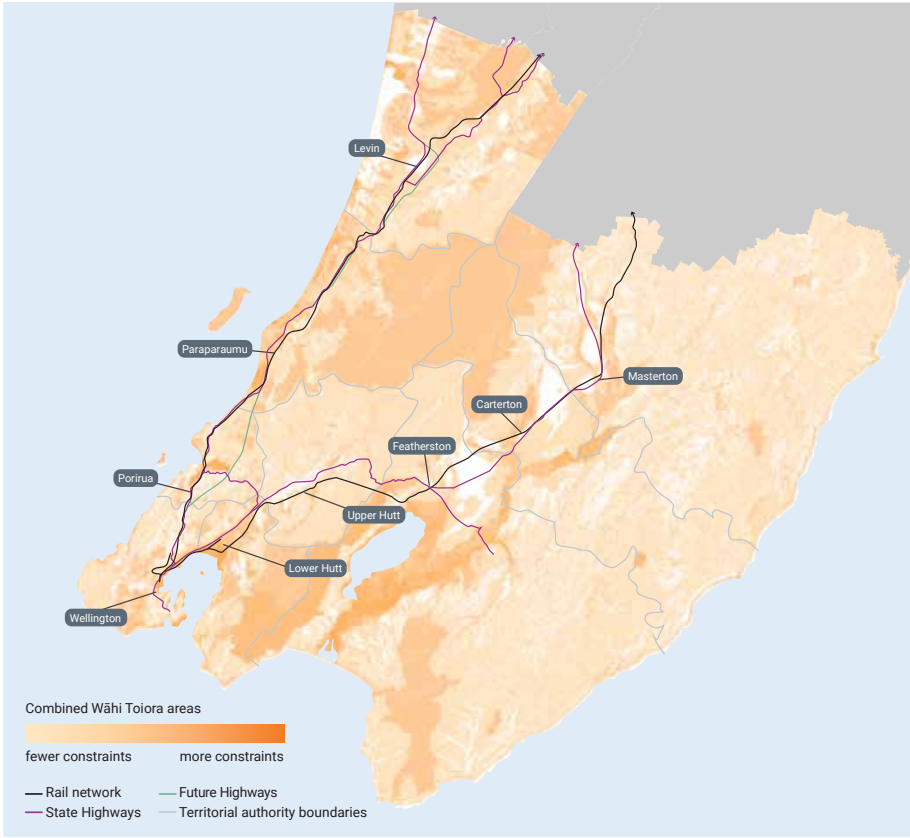 Levin
Paraparaumu
Masterton
Carterton
Featherston
Porirua
Upper Hutt
Lower Hutt
Wellington
Combined Wāhi Toiora areas
fewer constraints more constraints
Rail network Future Highways
State Highways Territorial authority boundaries